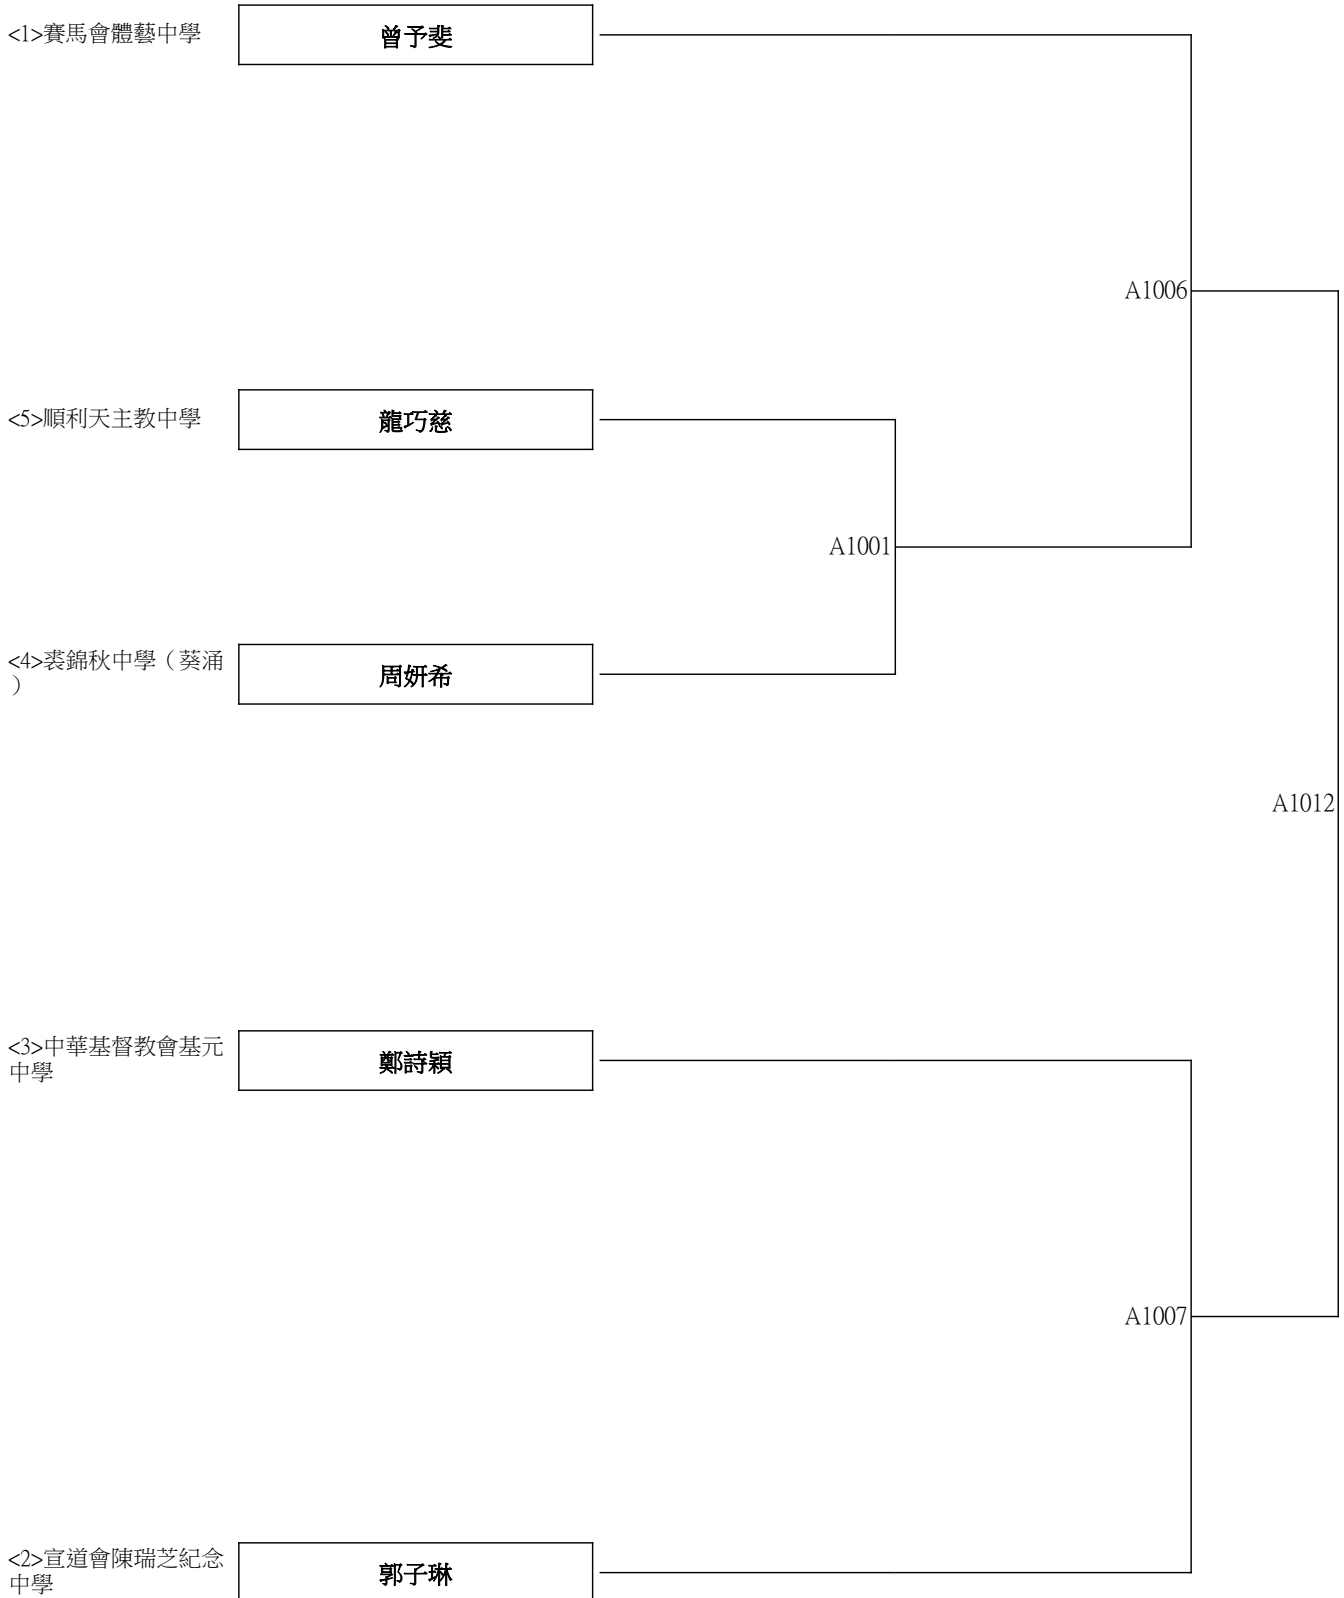 <1>賽馬會體藝中學
曾予斐
A1006
<5>順利天主教中學
龍巧慈
A1001
<4>裘錦秋中學（葵涌
）
周妍希
A1012
<3>中華基督教會基元
中學
鄭詩穎
A1007
<2>宣道會陳瑞芝紀念
中學
郭子琳